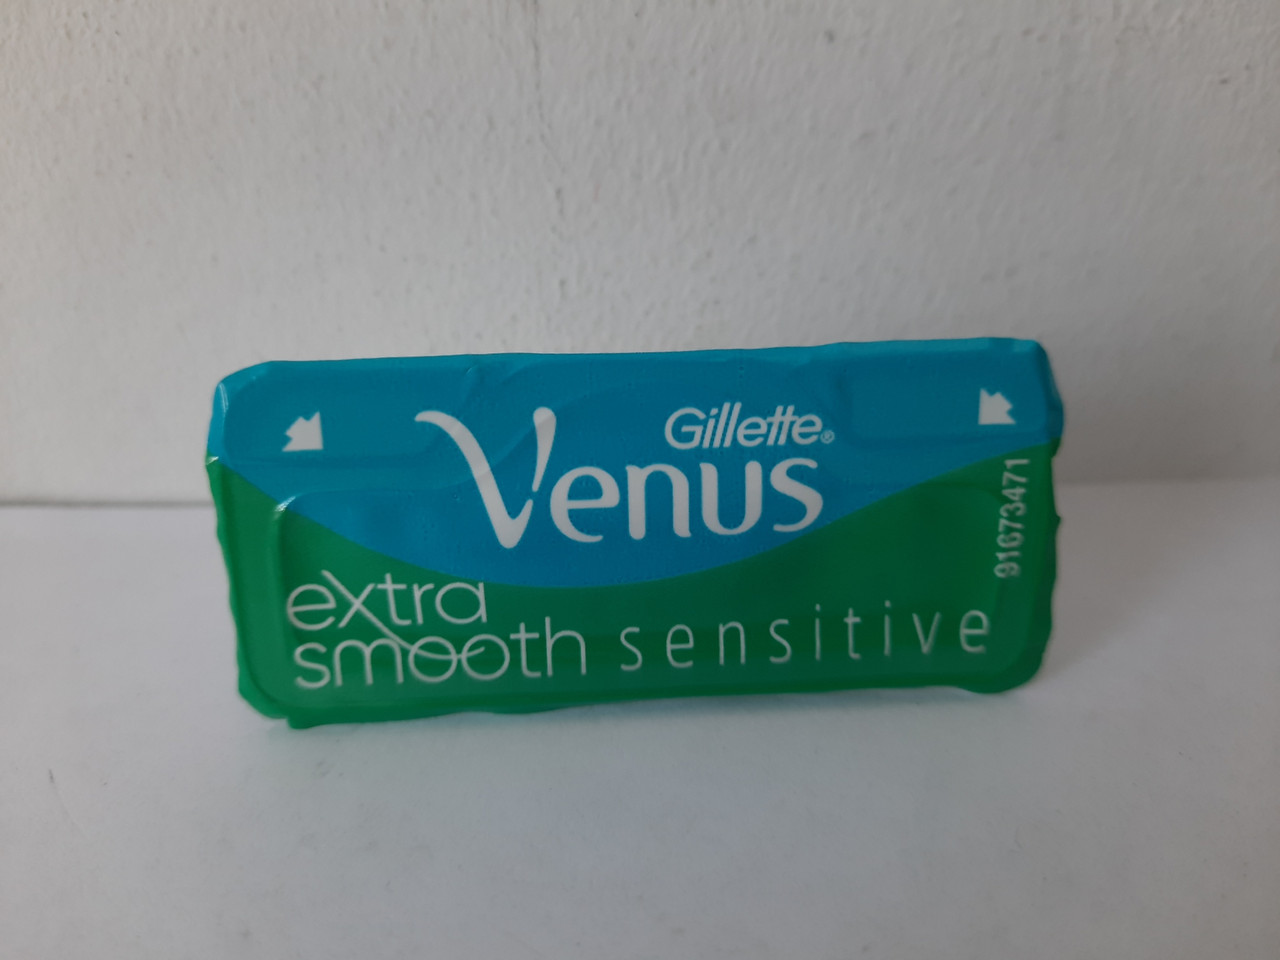 Gillette®
Venus
extra
smooth sensitive
91673471